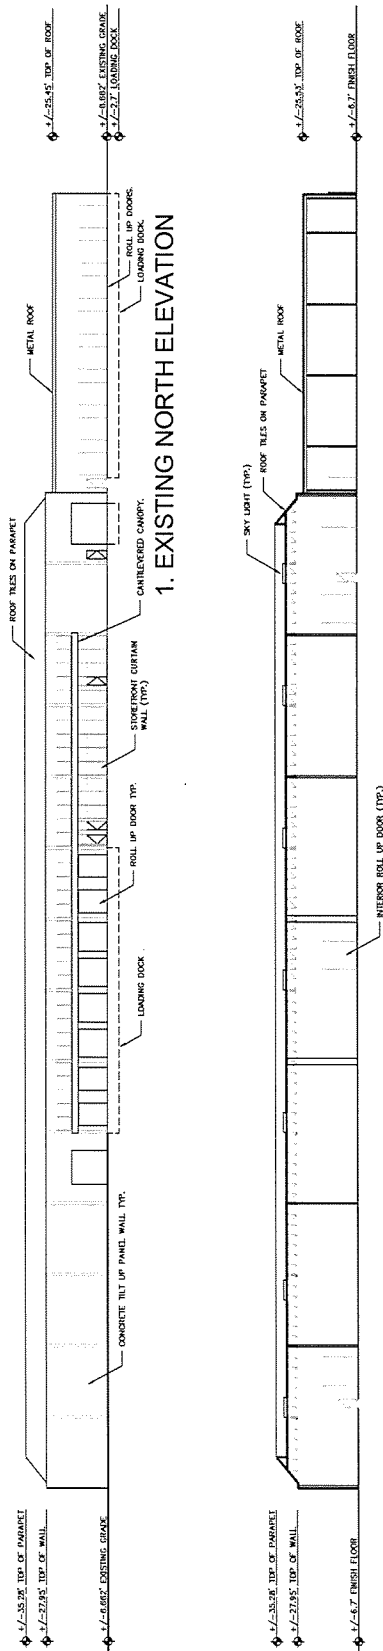 +/-35.28' TOP OF PARAPET
+/-27.95' TOP OF WALL
+/-8.662' EXISTING GRADE
CONCRETE TILT UP PANEL WALL TYP.
LOADING DOCK
ROLL UP DOOR TYP.
STOREFRONT CURTAIN
WALL (TYP.)
CANTILEVERED CANOPY.
ROOF TILES ON PARAPET
METAL ROOF
ROLL UP DOORS.
LOADING DOCK.
+/-25.45' TOP OF ROOF
+/-8.662' EXISTING GRADE
+/-2.7' LOADING DOCK
1. EXISTING NORTH ELEVATION
+/-35.28' TOP OF PARAPET
+/-27.95' TOP OF WALL
+/-6.7' FINISH FLOOR
INTERIOR ROLL UP DOOR (TYP.)
SKY LIGHT (TYP.)
ROOF TILES ON PARAPET
METAL ROOF
+/-25.53' TOP OF ROOF
+/-6.7' FINISH FLOOR